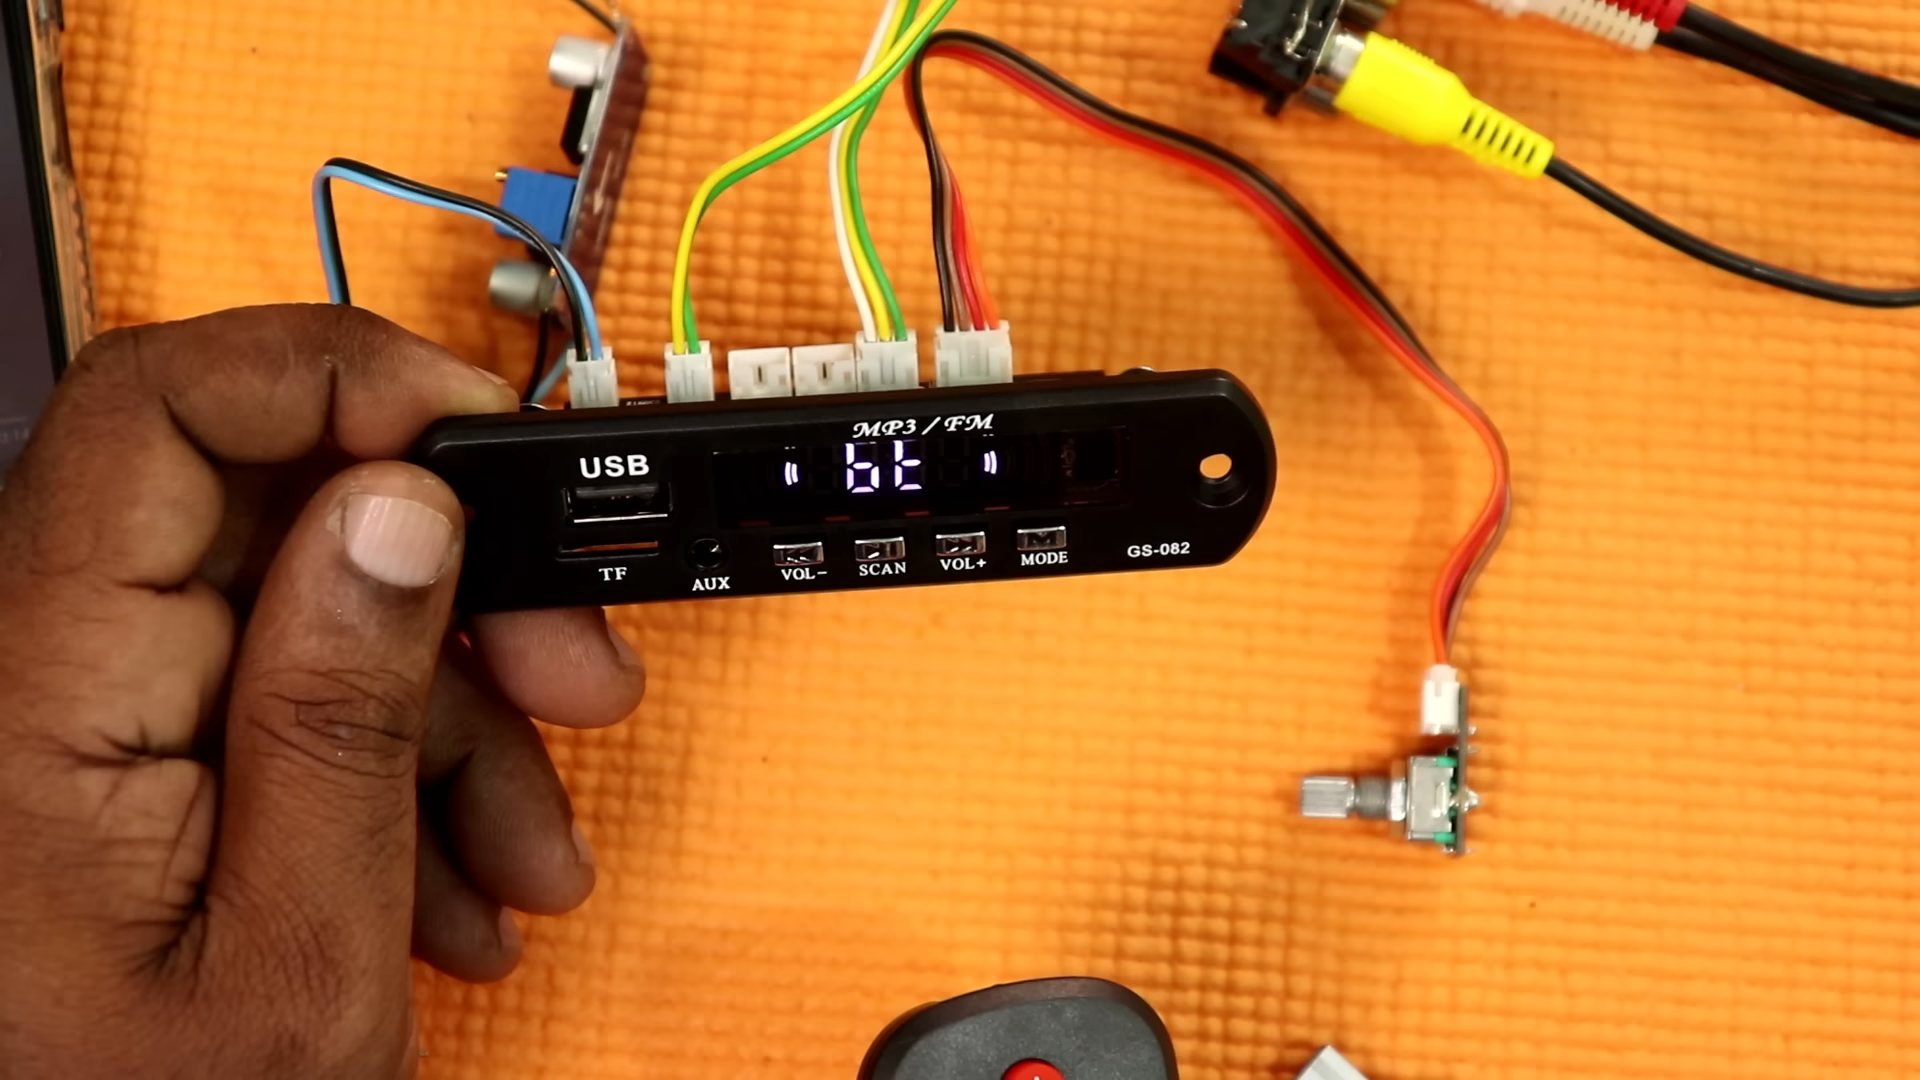 MP3 / FM
USB
bt
TF
AUX
VOL−
SCAN
VOL+
M
MODE
GS-082